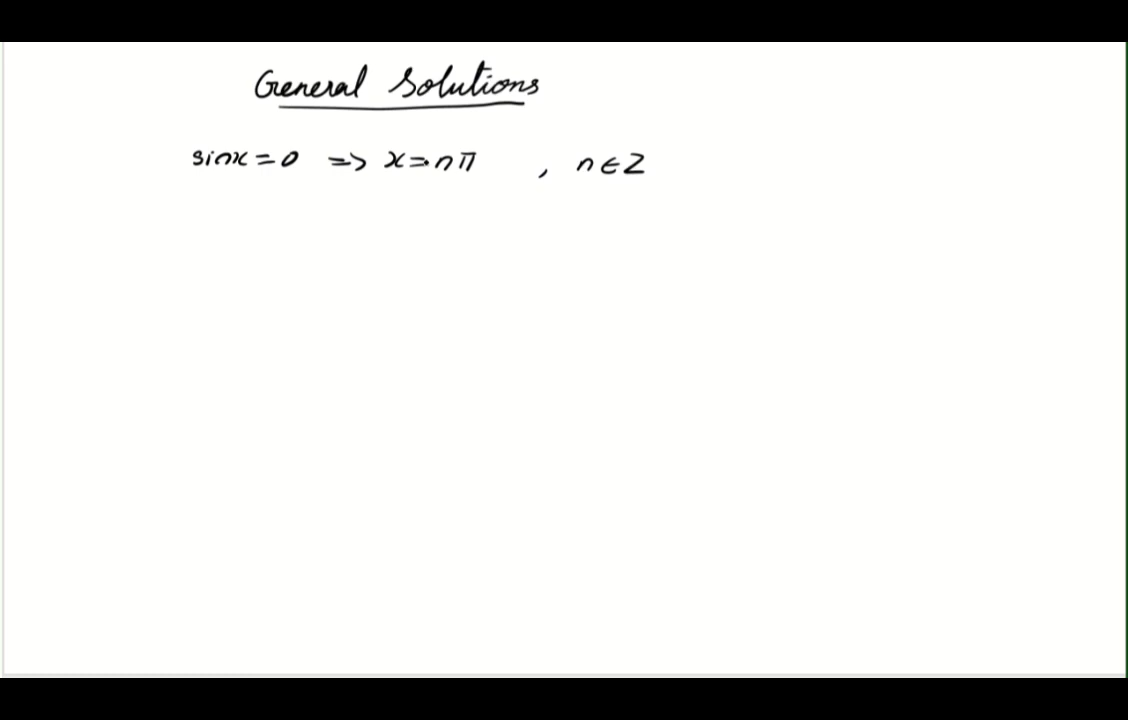 General Solutions
sinx = 0 => x = nπ , n ∈ Z